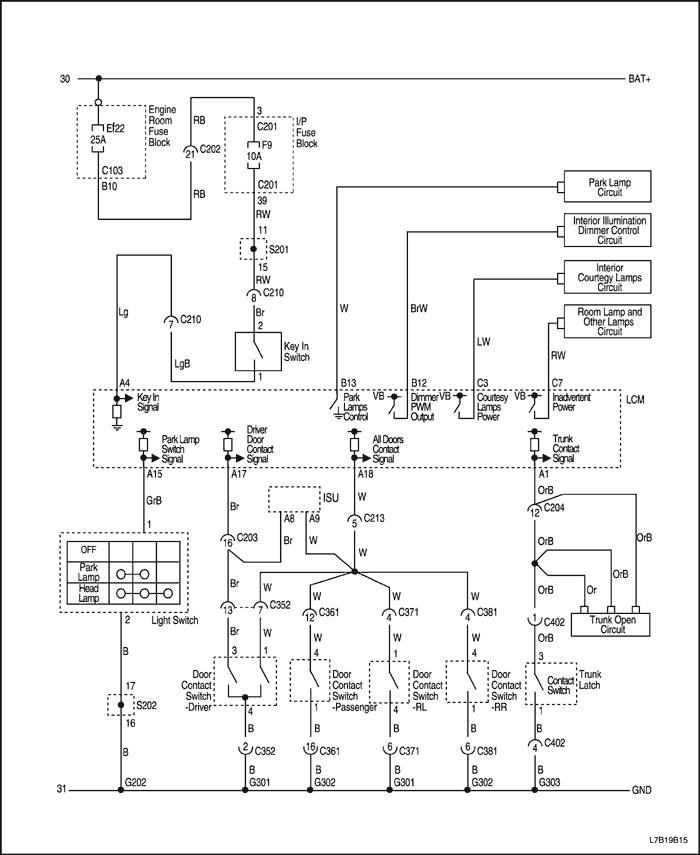 30
BAT+
Engine
Room
Fuse
Block
Ef22
25A
C103
B10
RB
21
C202
RB
3
C201
I/P
Fuse
Block
F9
10A
C201
39
RW
11
S201
15
RW
C210
8
Br
2
Key In
Switch
1
Lg
C210
7
LgB
Park Lamp
Circuit
Interior Illumination
Dimmer Control
Circuit
Interior
Courtegy Lamps
Circuit
Room Lamp and
Other Lamps
Circuit
W
BrW
LW
RW
A4
B13
B12
C3
C7
Key In
Signal
Park
Lamps
Control
VB
Dimmer
PWM
Output
VB
Courtesy
Lamps
Power
VB
Inadvertent
Power
LCM
Park Lamp
Switch
Signal
Driver
Door
Contact
Signal
All Doors
Contact
Signal
Trunk
Contact
Signal
A15
A17
A18
A1
GrB
Br
ISU
W
OrB
A8
A9
C213
5
C204
12
OrB
1
C203
16
Br
W
W
OrB
OrB
OrB
OFF
Park
Lamp
Head
Lamp
Light Switch
Br
W
W
W
W
Or
13
7
C352
12
C361
4
C371
4
C381
1
C402
Trunk Open
Circuit
2
Br
W
W
W
W
OrB
B
3
1
4
1
4
3
Door
Contact
Switch
-Driver
Door
Contact
Switch
-Passenger
Door
Contact
Switch
-RL
Door
Contact
Switch
-RR
Contact
Switch
Trunk
Latch
17
S202
16
4
1
1
1
1
B
B
B
B
B
2
C352
16
C361
6
C371
6
C381
4
C402
B
B
B
B
B
B
31
G202
G301
G302
G301
G302
G303
GND
L7B19B15